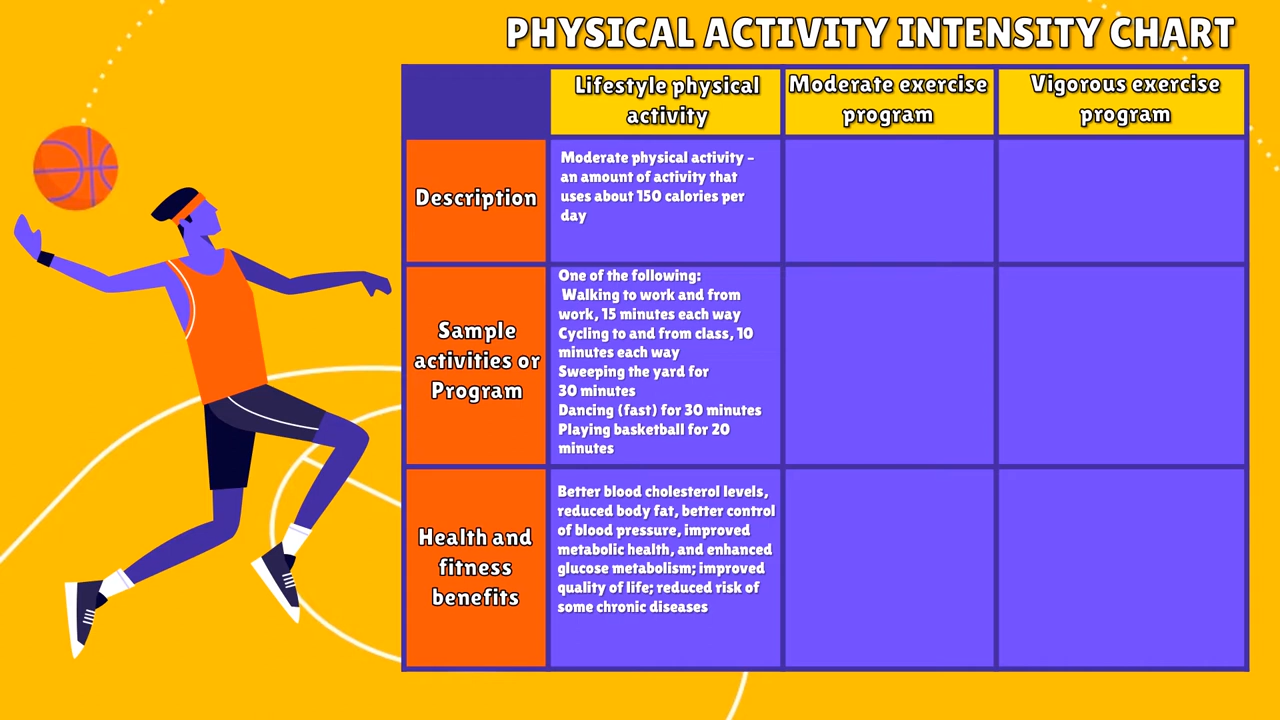 PHYSICAL ACTIVITY INTENSITY CHART
Lifestyle physical
activity
Moderate exercise
program
Vigorous exercise
program
Description
Moderate physical activity -
an amount of activity that
uses about 150 calories per
day
Sample
activities or
Program
One of the following:
Walking to work and from
work, 15 minutes each way
Cycling to and from class, 10
minutes each way
Sweeping the yard for
30 minutes
Dancing (fast) for 30 minutes
Playing basketball for 20
minutes
Health and
fitness
benefits
Better blood cholesterol levels,
reduced body fat, better control
of blood pressure, improved
metabolic health, and enhanced
glucose metabolism; improved
quality of life; reduced risk of
some chronic diseases